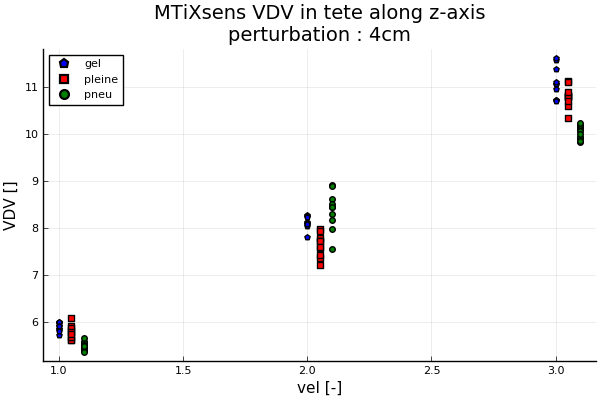 MTiXsens VDV in tete along z-axis
perturbation : 4cm
gel
pleine
pneu
VDV []
11
10
9
8
7
6
1.0
1.5
2.0
2.5
3.0
vel [-]